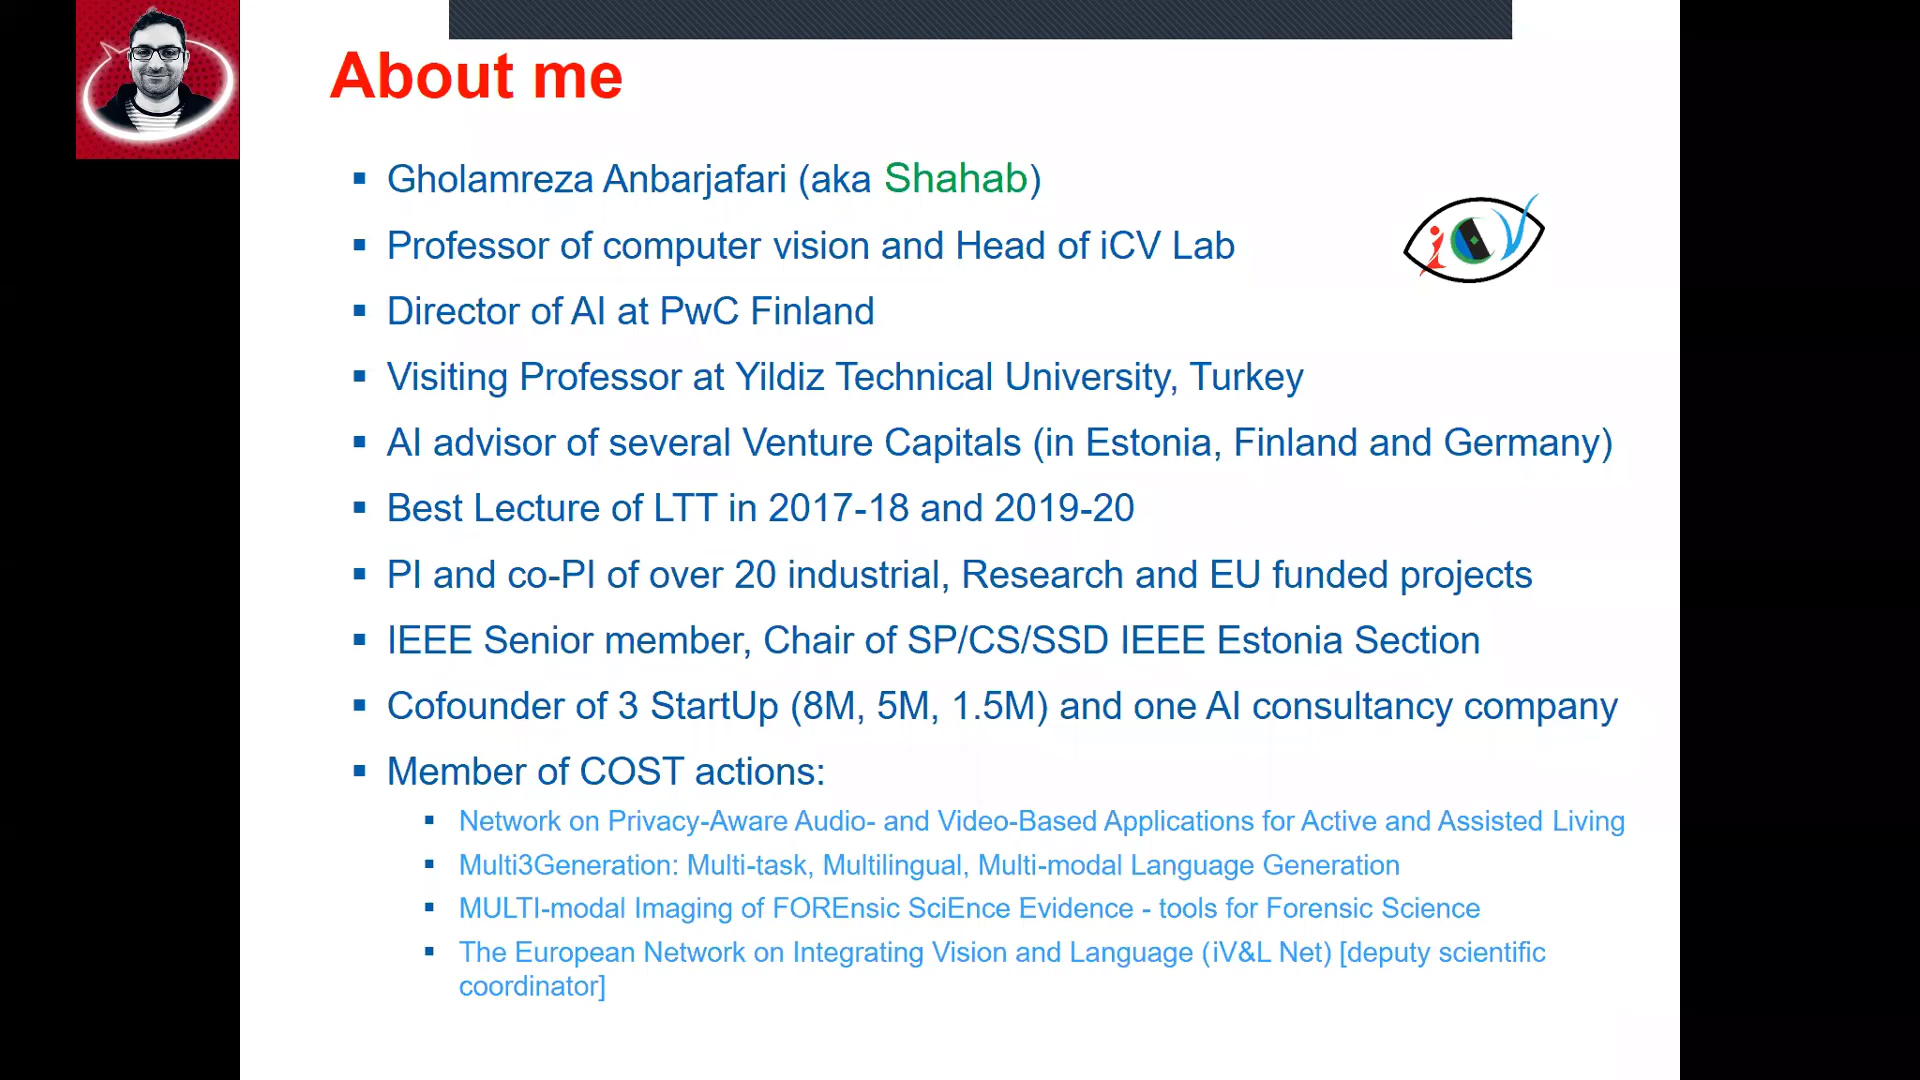 About me
Gholamreza Anbarjafari (aka Shahab)
iCV
Professor of computer vision and Head of iCV Lab
Director of AI at PwC Finland
Visiting Professor at Yildiz Technical University, Turkey
AI advisor of several Venture Capitals (in Estonia, Finland and Germany)
Best Lecture of LTT in 2017-18 and 2019-20
PI and co-PI of over 20 industrial, Research and EU funded projects
IEEE Senior member, Chair of SP/CS/SSD IEEE Estonia Section
Cofounder of 3 StartUp (8M, 5M, 1.5M) and one AI consultancy company
Member of COST actions:
Network on Privacy-Aware Audio- and Video-Based Applications for Active and Assisted Living
Multi3Generation: Multi-task, Multilingual, Multi-modal Language Generation
MULTI-modal Imaging of FOREnsic SciEnce Evidence - tools for Forensic Science
The European Network on Integrating Vision and Language (iV&L Net) [deputy scientific
coordinator]